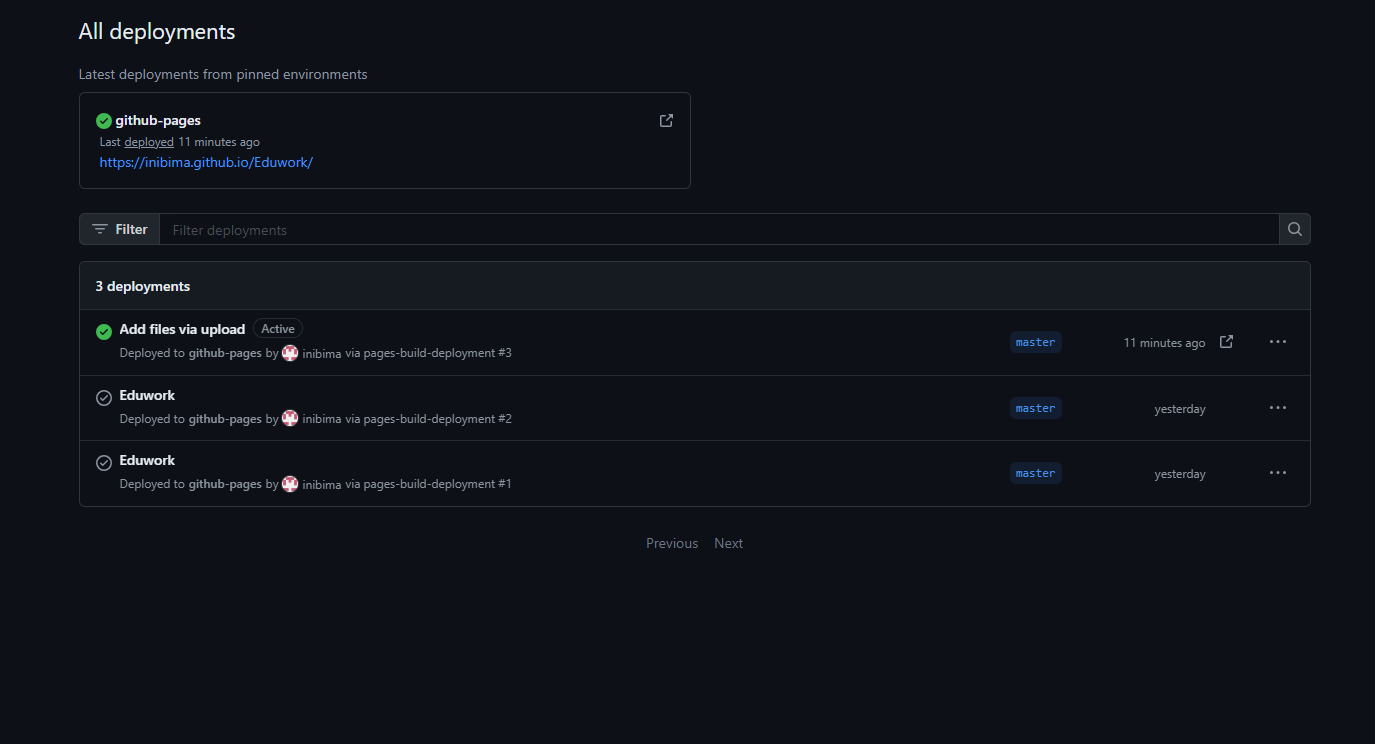 All deployments
Latest deployments from pinned environments
github-pages
Last deployed 11 minutes ago
https://inibima.github.io/Eduwork/
Filter Filter deployments
3 deployments
Add files via upload Active
Deployed to github-pages by inibima via pages-build-deployment #3
master 11 minutes ago
Eduwork
Deployed to github-pages by inibima via pages-build-deployment #2
master yesterday
Eduwork
Deployed to github-pages by inibima via pages-build-deployment #1
master yesterday
Previous Next